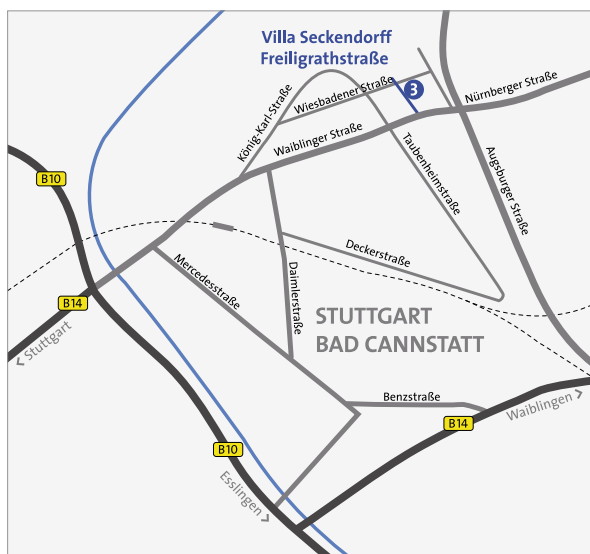 Villa Seckendorff
Freiligrathstraße
3
Wiesbadener Straße
Nürnberger Straße
König-Karl-Straße
Waiblinger Straße
Taubenheimstraße
Augsburger Straße
B10
Deckerstraße
Mercedesstraße
Daimlerstraße
B14
< Stuttgart
STUTTGART
BAD CANNSTATT
Benzstraße
Waiblingen >
B14
B10
Esslingen >